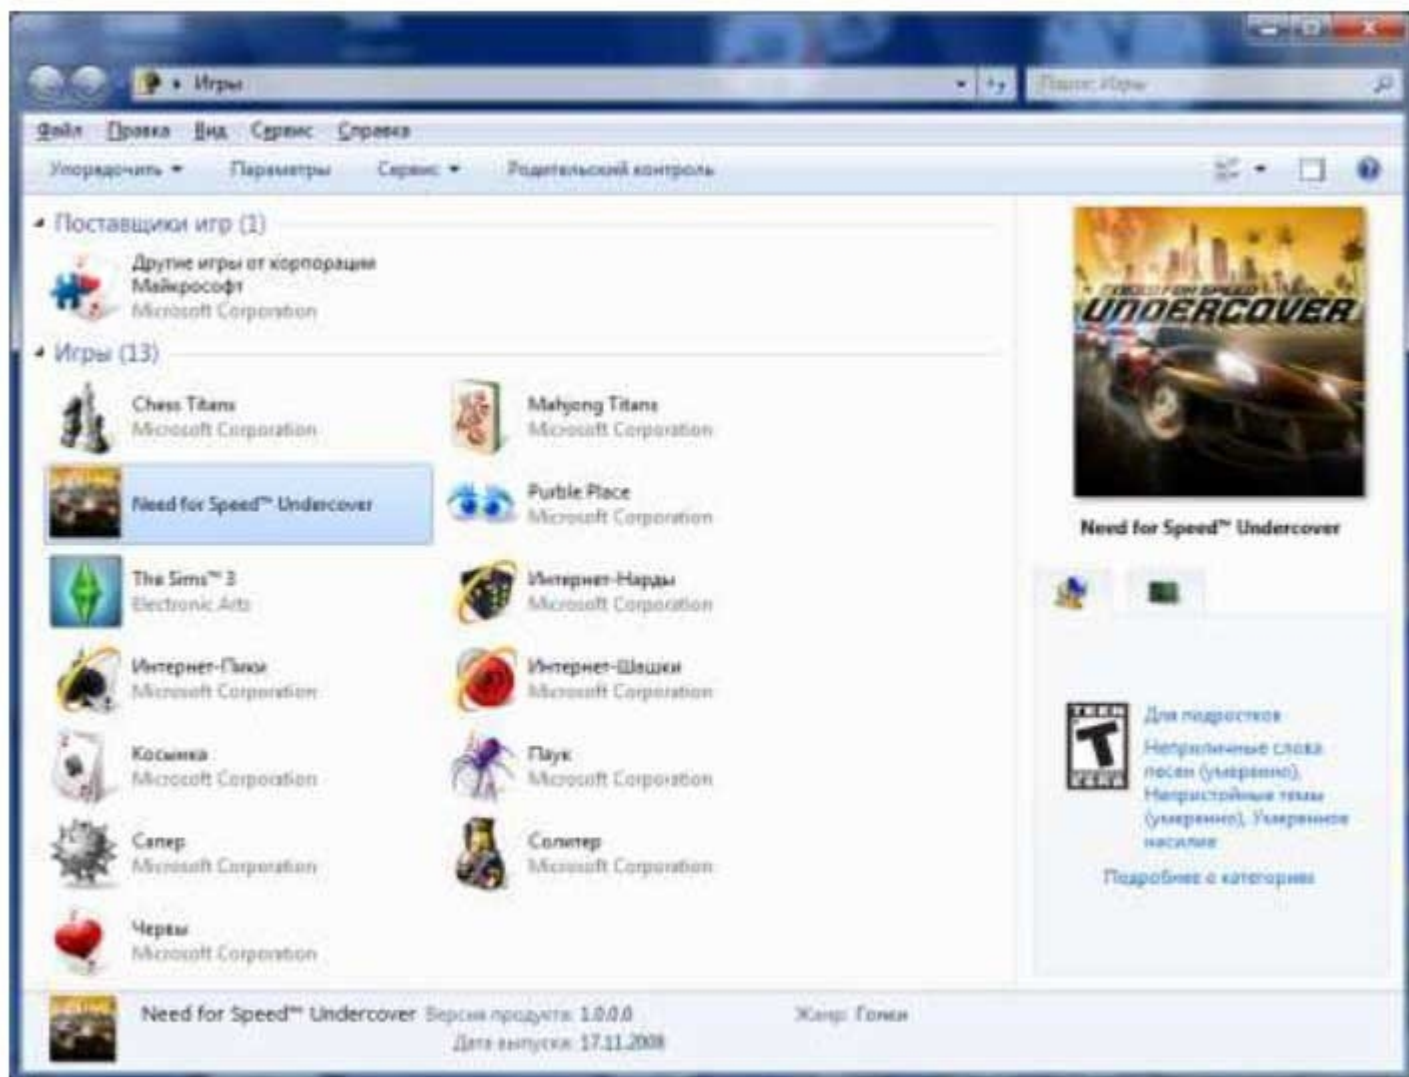 Игры
Поиск: Игры
Файл Правка Вид Сервис Справка
Упорядочить Параметры Сервис Родительский контроль
Поставщики игр (1)
Другие игры от корпорации
Майкрософт
Microsoft Corporation
Игры (13)
Chess Titans
Microsoft Corporation
Mahjong Titans
Microsoft Corporation
Need for Speed™ Undercover
Purble Place
Microsoft Corporation
The Sims™ 3
Electronic Arts
Интернет-Нарды
Microsoft Corporation
Интернет-Пики
Microsoft Corporation
Интернет-Шашки
Microsoft Corporation
Косынка
Microsoft Corporation
Паук
Microsoft Corporation
Сапер
Microsoft Corporation
Солитер
Microsoft Corporation
Червы
Microsoft Corporation
NEED FOR SPEED
UNDERCOVER
Need for Speed™ Undercover
T
Для подростков
Неприличные слова
песен (умеренно),
Непристойные темы
(умеренно), Умеренное
насилие
Подробнее о категориях
Need for Speed™ Undercover Версия продукта: 1.0.0.0 Жанр: Гонки
Дата выпуска: 17.11.2008